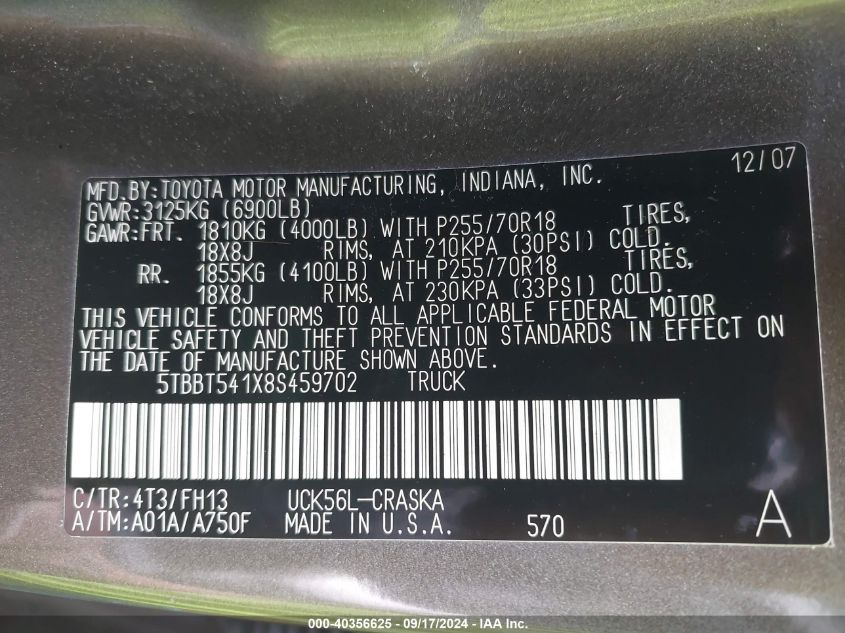 12/07
MFD. BY: TOYOTA MOTOR MANUFACTURING, INDIANA, INC.
GVWR: 3125KG (6900LB)
GAWR: FRT. 1810KG (4000LB) WITH P255/70R18 TIRES,
18X8J RIMS, AT 210KPA (30PSI) COLD.
RR. 1855KG (4100LB) WITH P255/70R18 TIRES,
18X8J RIMS, AT 230KPA (33PSI) COLD.
THIS VEHICLE CONFORMS TO ALL APPLICABLE FEDERAL MOTOR
VEHICLE SAFETY AND THEFT PREVENTION STANDARDS IN EFFECT ON
THE DATE OF MANUFACTURE SHOWN ABOVE.
5TBBT541X8S459702 TRUCK
C/TR: 4T3/FH13 UCK56L-CRASKA
A/TM: A01A/A750F MADE IN U.S.A. 570 A
000-40356625 - 09/17/2024 - IAA Inc.